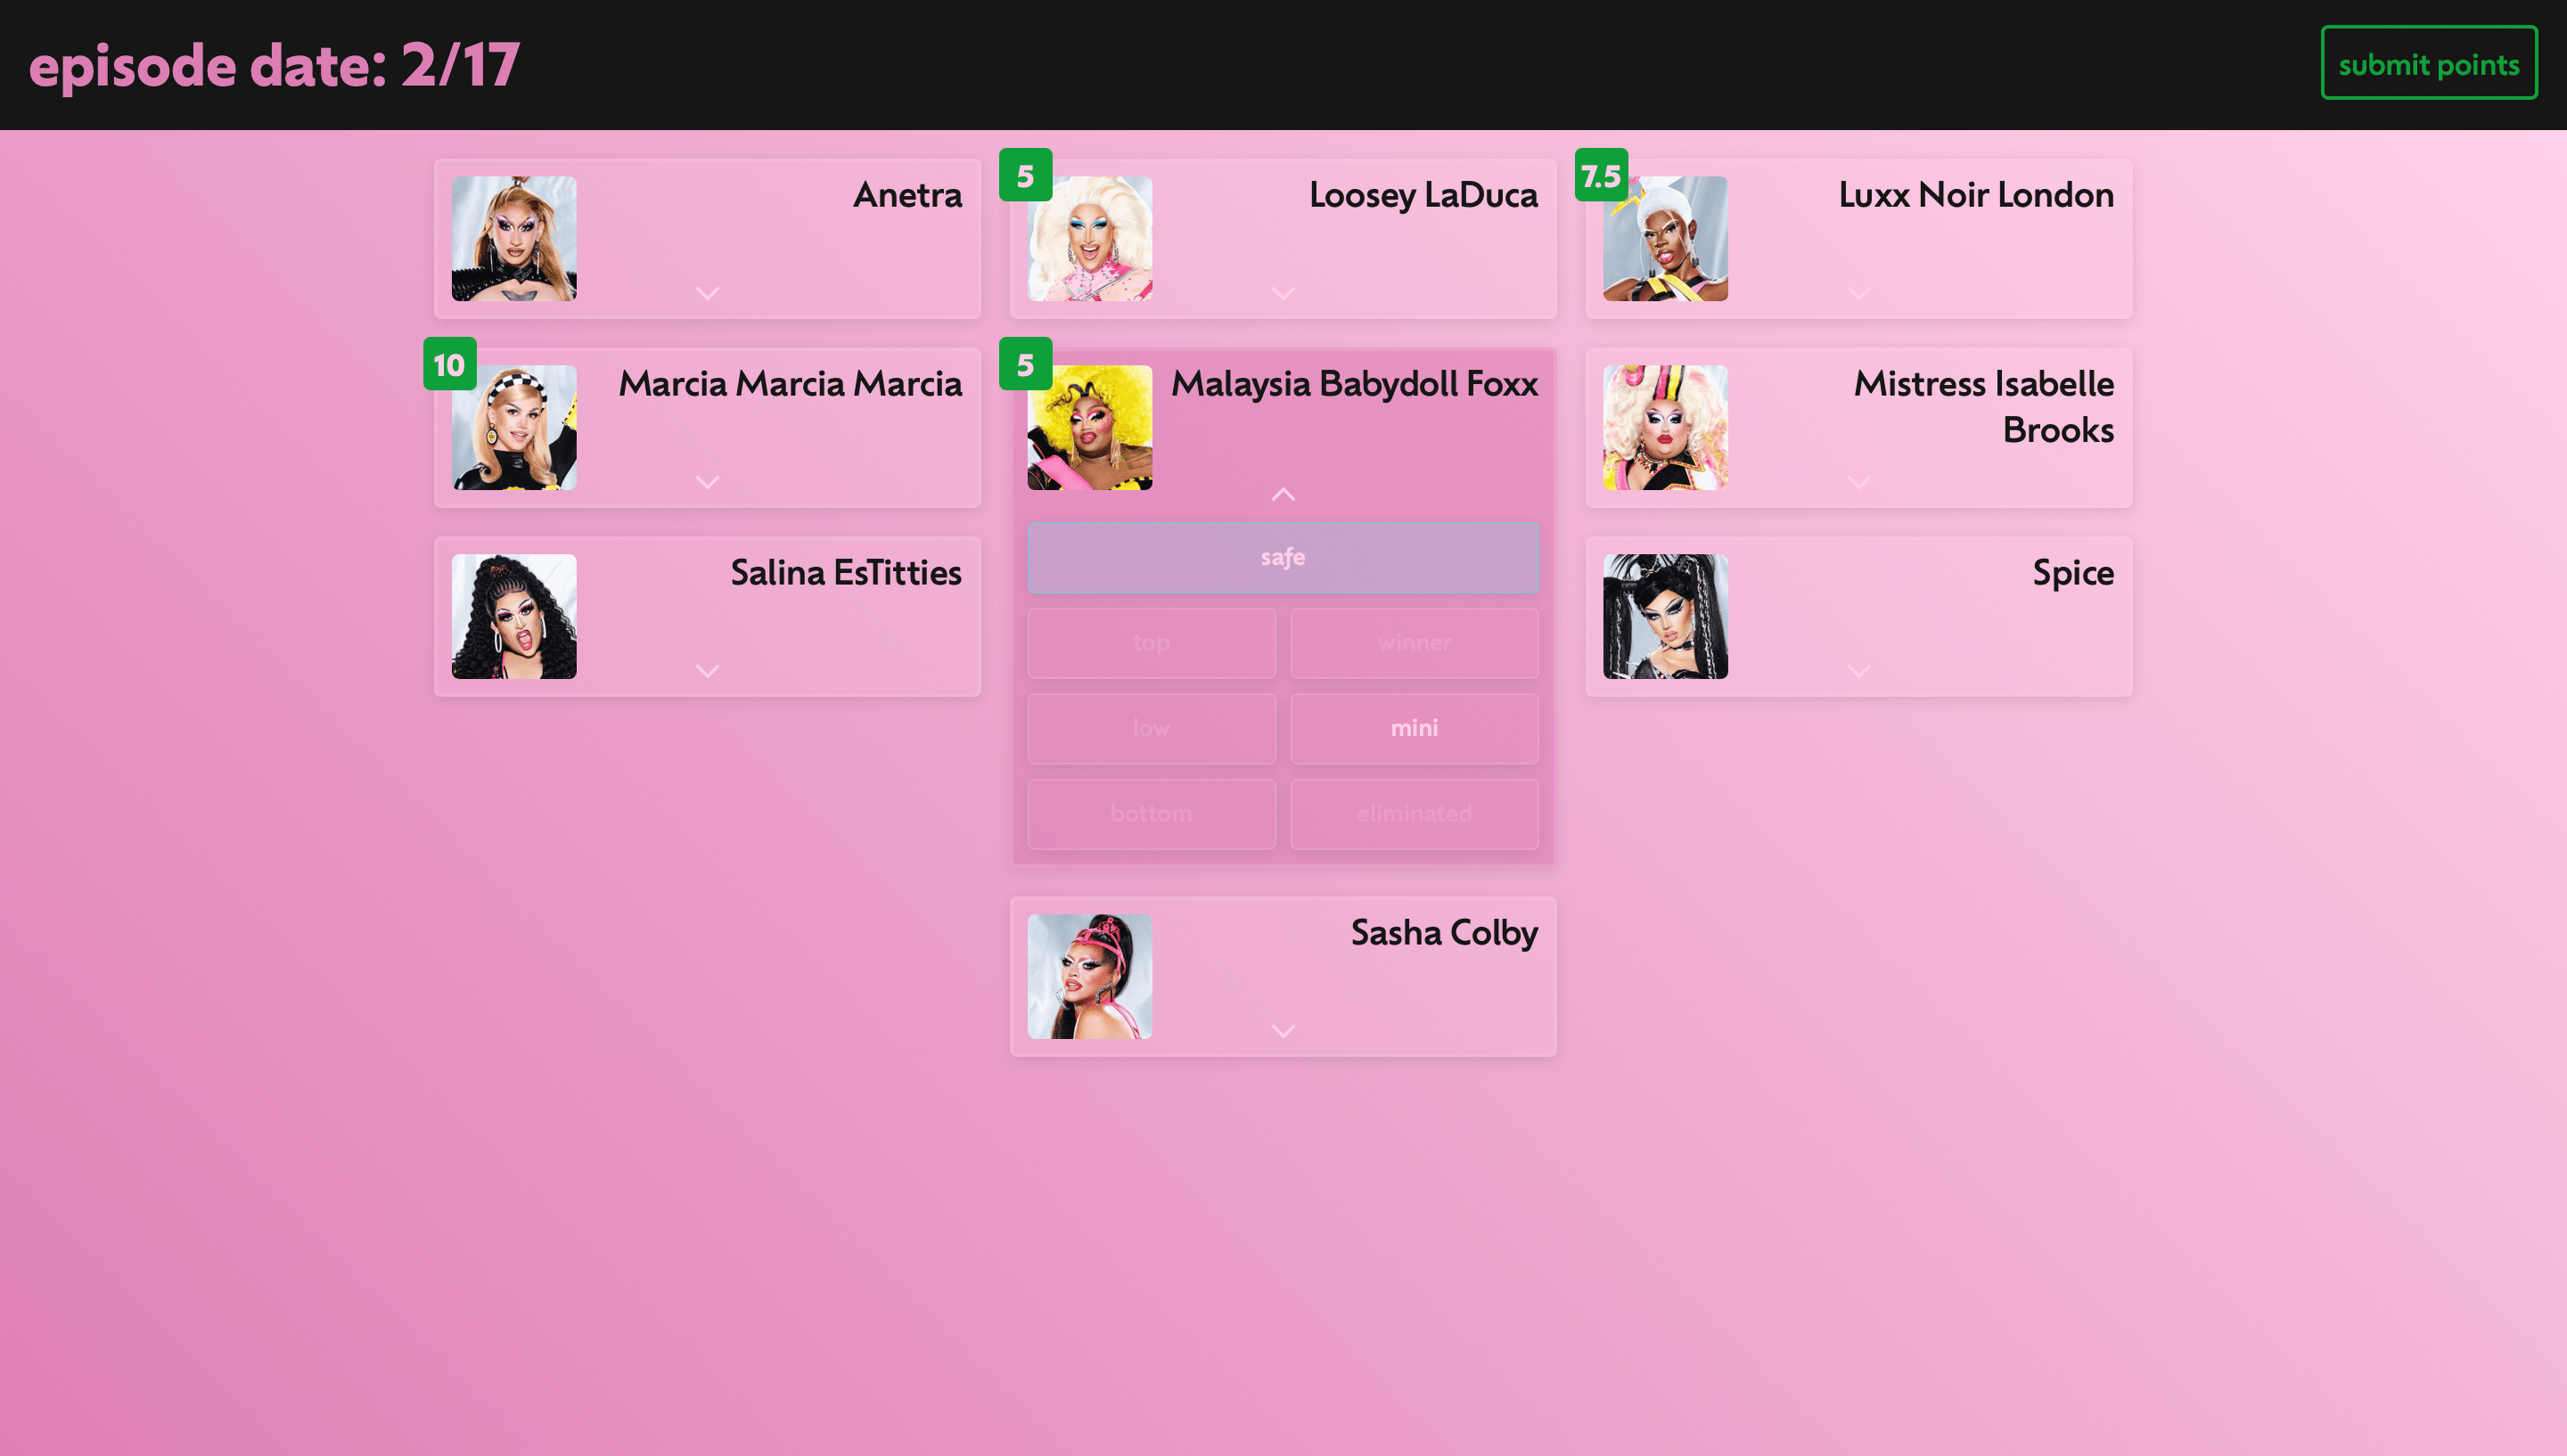 episode date: 2/17
submit points
Anetra
5
Loosey LaDuca
7.5
Luxx Noir London
10
Marcia Marcia Marcia
5
Malaysia Babydoll Foxx
safe
top
winner
low
mini
bottom
eliminated
Mistress Isabelle
Brooks
Salina EsTitties
Spice
Sasha Colby